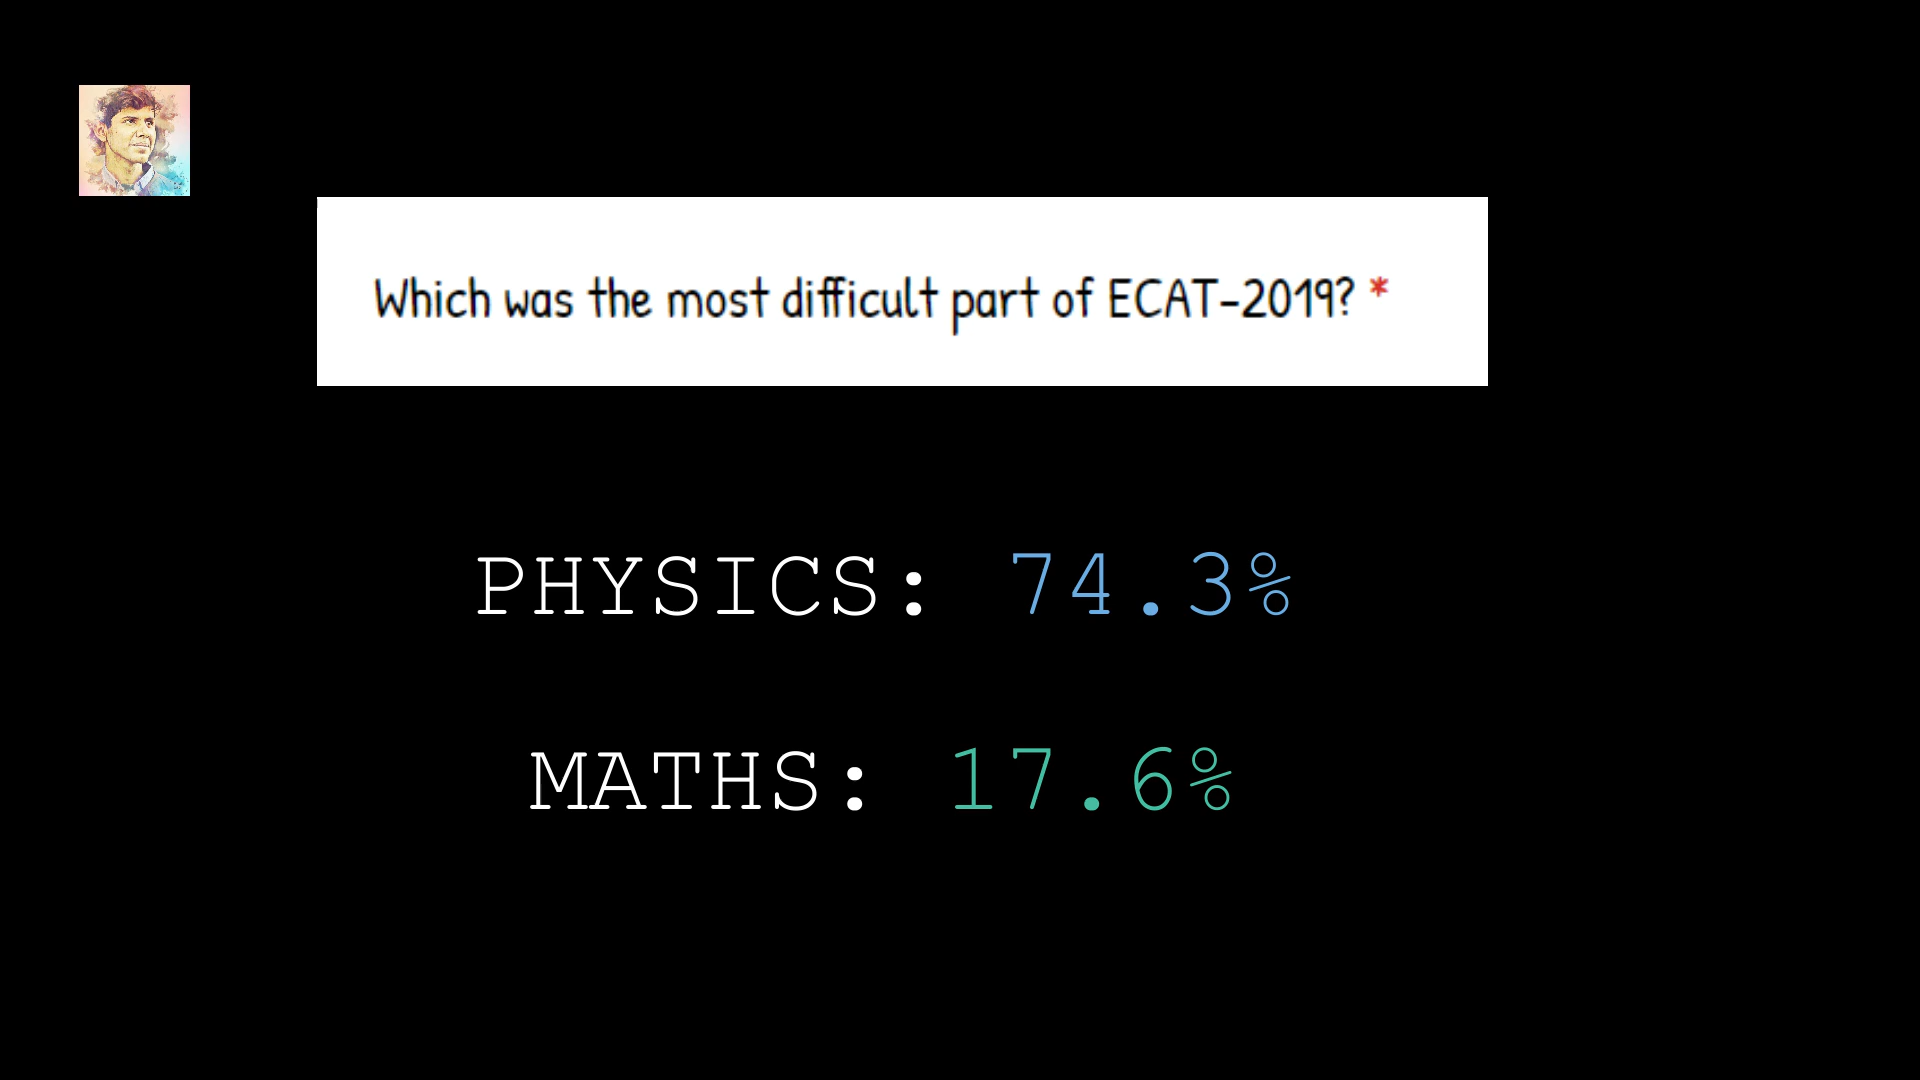 Which was the most difficult part of ECAT-2019? *
PHYSICS: 74.3%
MATHS: 17.6%